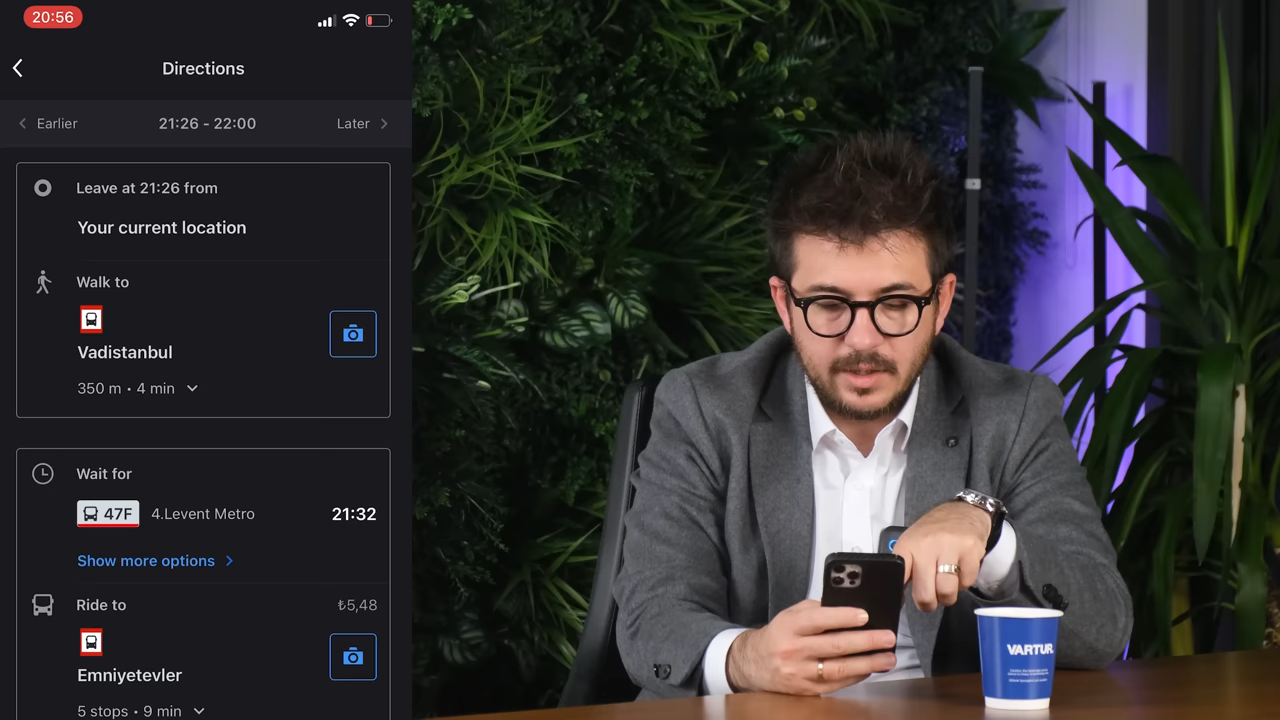 20:56
Directions
Earlier
21:26 - 22:00
Later
Leave at 21:26 from
Your current location
Walk to
Vadistanbul
350 m • 4 min
Wait for
47F
4.Levent Metro
21:32
Show more options
Ride to
₺5,48
Emniyetevler
5 stops • 9 min
VARTUR